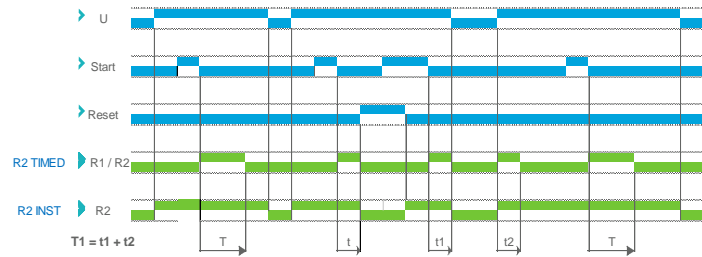 U
Start
Reset
R2 TIMED R1 / R2
R2 INST R2
T1 = t1 + t2 T t t1 t2 T